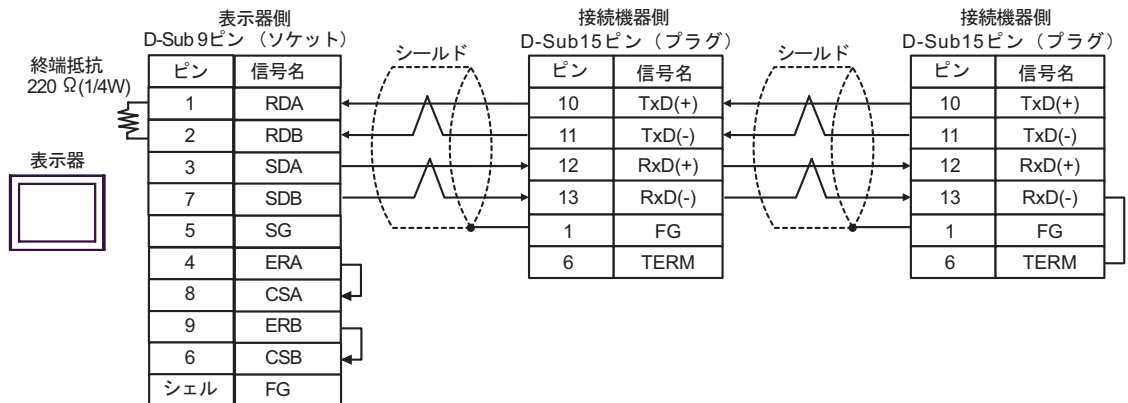 表示器側
D-Sub 9ピン （ソケット）
終端抵抗
220 Ω(1/4W)
表示器
ピン 信号名
1 RDA
2 RDB
3 SDA
7 SDB
5 SG
4 ERA
8 CSA
9 ERB
6 CSB
シェル FG
シールド
接続機器側
D-Sub15ピン（プラグ）
ピン 信号名
10 TxD(+)
11 TxD(-)
12 RxD(+)
13 RxD(-)
1 FG
6 TERM
シールド
接続機器側
D-Sub15ピン（プラグ）
ピン 信号名
10 TxD(+)
11 TxD(-)
12 RxD(+)
13 RxD(-)
1 FG
6 TERM